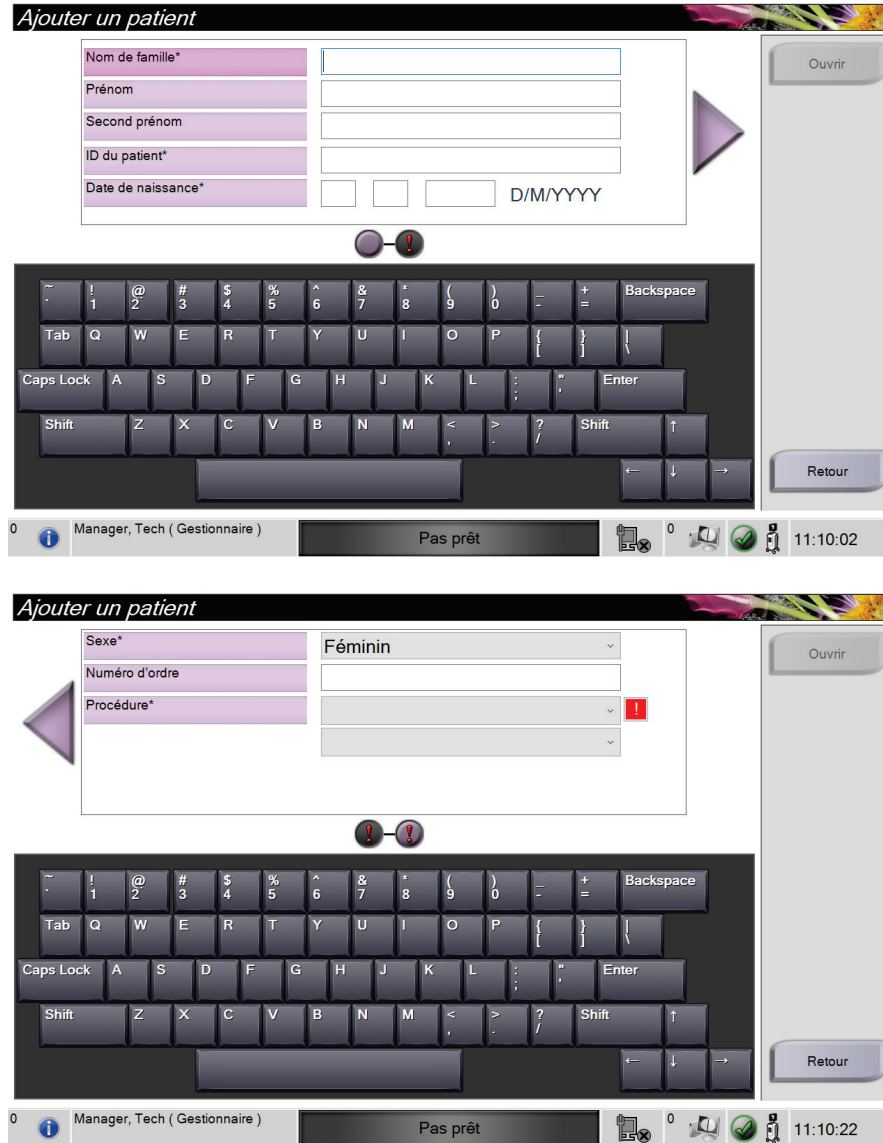 Ajouter un patient
Nom de famille*
Ouvrir
Prénom
Second prénom
ID du patient*
Date de naissance*
D/M/YYYY
~ ! @ # $ % ^ & * ( ) _ + Backspace
` 1 2 3 4 5 6 7 8 9 0 - =
Tab Q W E R T Y U I O P { } |
[ ] \
Caps Lock A S D F G H J K L : " Enter
; '
Shift Z X C V B N M < > ? Shift ↑
, . /
← ↓ →
Retour
0 Manager, Tech ( Gestionnaire ) Pas prêt 0 11:10:02
Ajouter un patient
Sexe* Féminin
Ouvrir
Numéro d'ordre
Procédure* !
~ ! @ # $ % ^ & * ( ) _ + Backspace
` 1 2 3 4 5 6 7 8 9 0 - =
Tab Q W E R T Y U I O P { } |
[ ] \
Caps Lock A S D F G H J K L : " Enter
; '
Shift Z X C V B N M < > ? Shift ↑
, . /
← ↓ →
Retour
0 Manager, Tech ( Gestionnaire ) Pas prêt 0 11:10:22